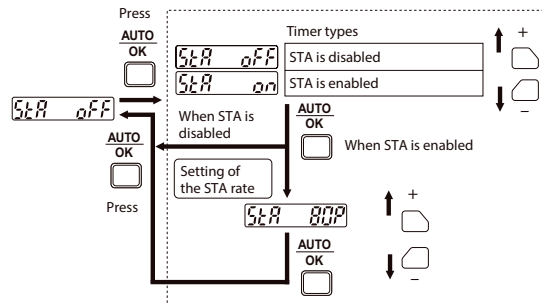 Press
AUTO
OK
Timer types
StA oFF
STA is disabled
StA on
STA is enabled
+
−
StA oFF
When STA is
disabled
AUTO
OK
When STA is enabled
AUTO
OK
Press
Setting of
the STA rate
StA 80P
+
−
AUTO
OK